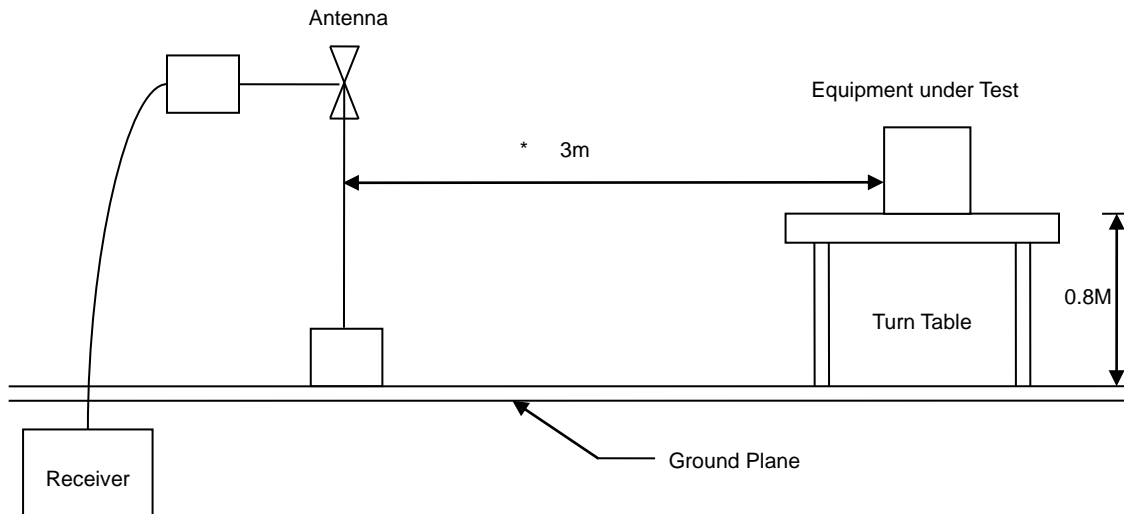 Antenna
Equipment under Test
* 3m
0.8M
Turn Table
Ground Plane
Receiver